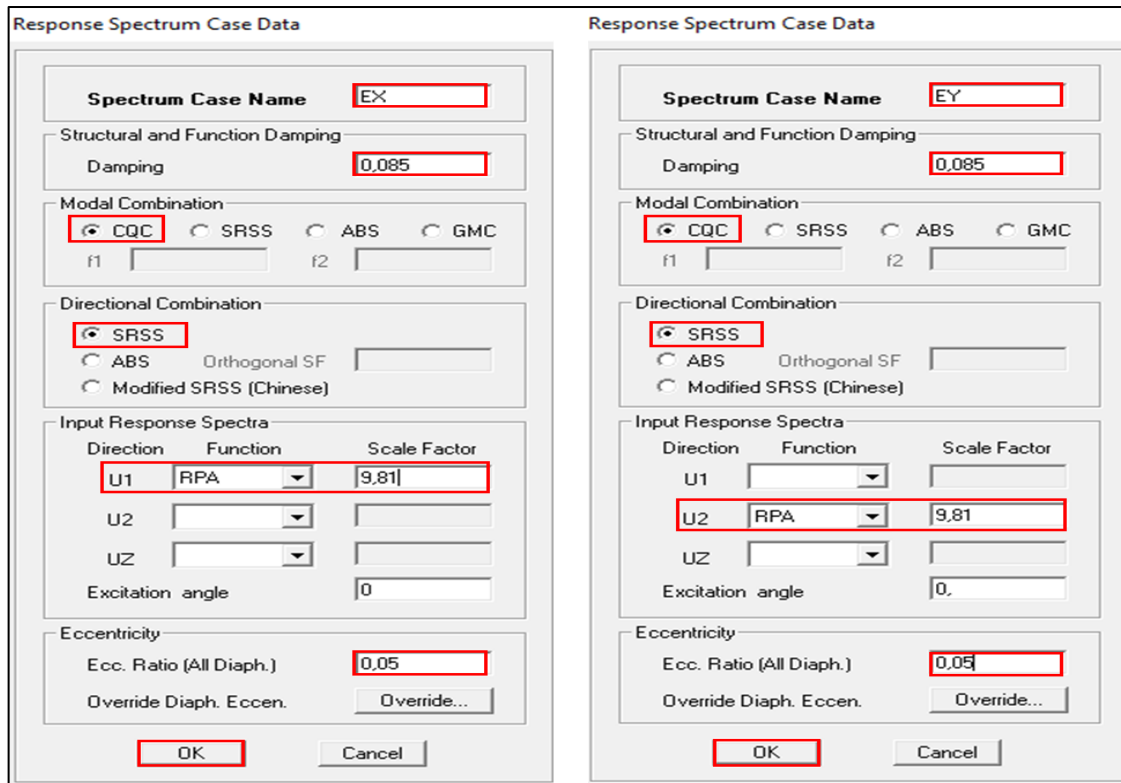 Response Spectrum Case Data
Spectrum Case Name EX
Structural and Function Damping
Damping 0,085
Modal Combination
CQC SRSS ABS GMC
f1 f2
Directional Combination
SRSS
ABS Orthogonal SF
Modified SRSS (Chinese)
Input Response Spectra
Direction Function Scale Factor
U1 RPA 9,81
U2
UZ
Excitation angle 0
Eccentricity
Ecc. Ratio (All Diaph.) 0,05
Override Diaph. Eccen. Override...
OK Cancel
Response Spectrum Case Data
Spectrum Case Name EY
Structural and Function Damping
Damping 0,085
Modal Combination
CQC SRSS ABS GMC
f1 f2
Directional Combination
SRSS
ABS Orthogonal SF
Modified SRSS (Chinese)
Input Response Spectra
Direction Function Scale Factor
U1
U2 RPA 9,81
UZ
Excitation angle 0,
Eccentricity
Ecc. Ratio (All Diaph.) 0,05
Override Diaph. Eccen. Override...
OK Cancel